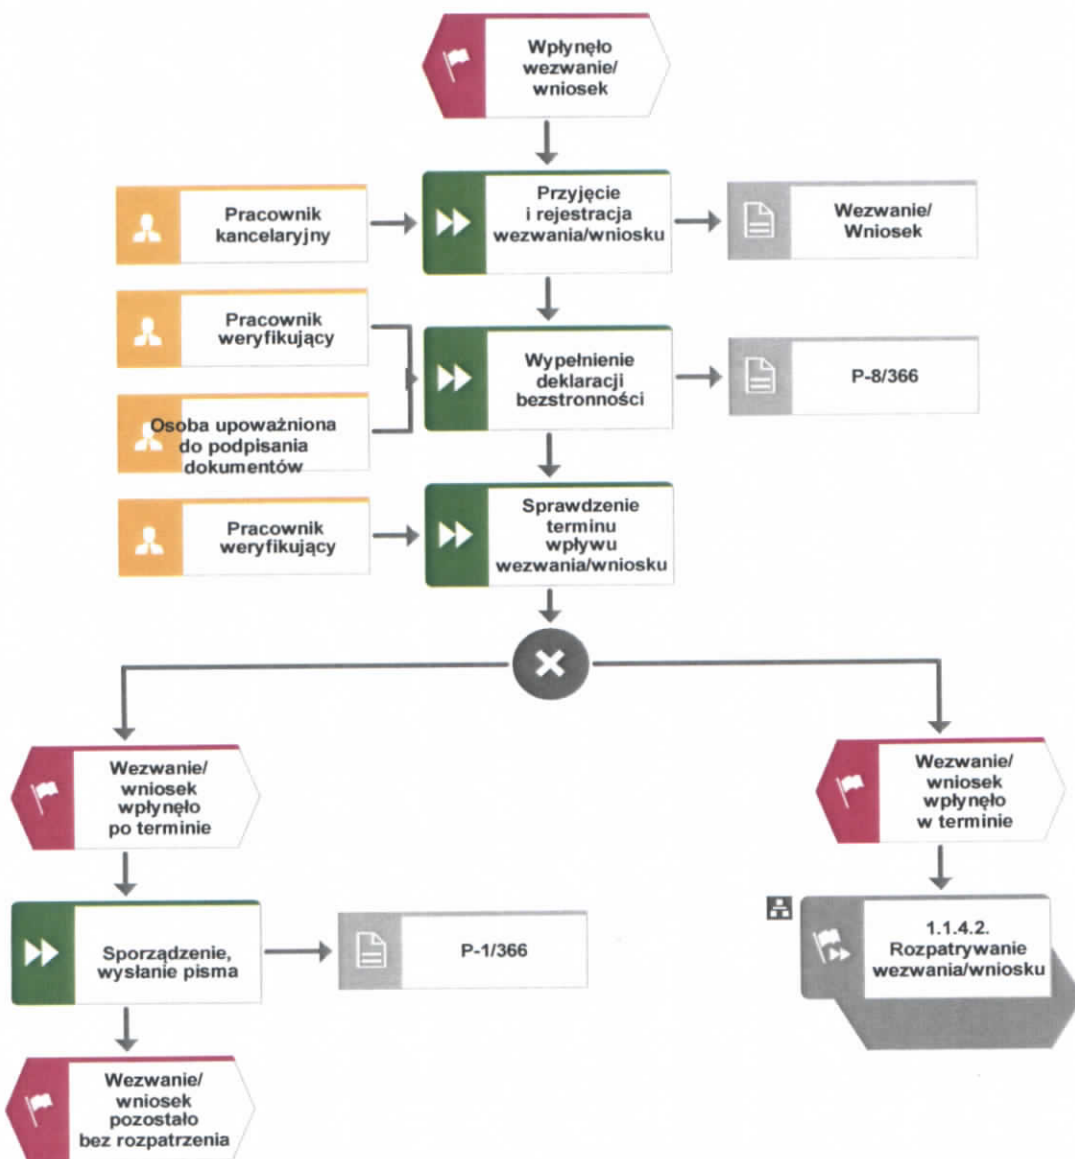 Wpłynęło
wezwanie/
wniosek
Pracownik
kancelaryjny
Przyjęcie
i rejestracja
wezwania/wniosku
Wezwanie/
Wniosek
Pracownik
weryfikujący
Osoba upoważniona
do podpisania
dokumentów
Wypełnienie
deklaracji
bezstronności
P-8/366
Pracownik
weryfikujący
Sprawdzenie
terminu
wpływu
wezwania/wniosku
Wezwanie/
wniosek
wpłynęło
po terminie
Wezwanie/
wniosek
wpłynęło
w terminie
Sporządzenie,
wysłanie pisma
P-1/366
1.1.4.2.
Rozpatrywanie
wezwania/wniosku
Wezwanie/
wniosek
pozostało
bez rozpatrzenia